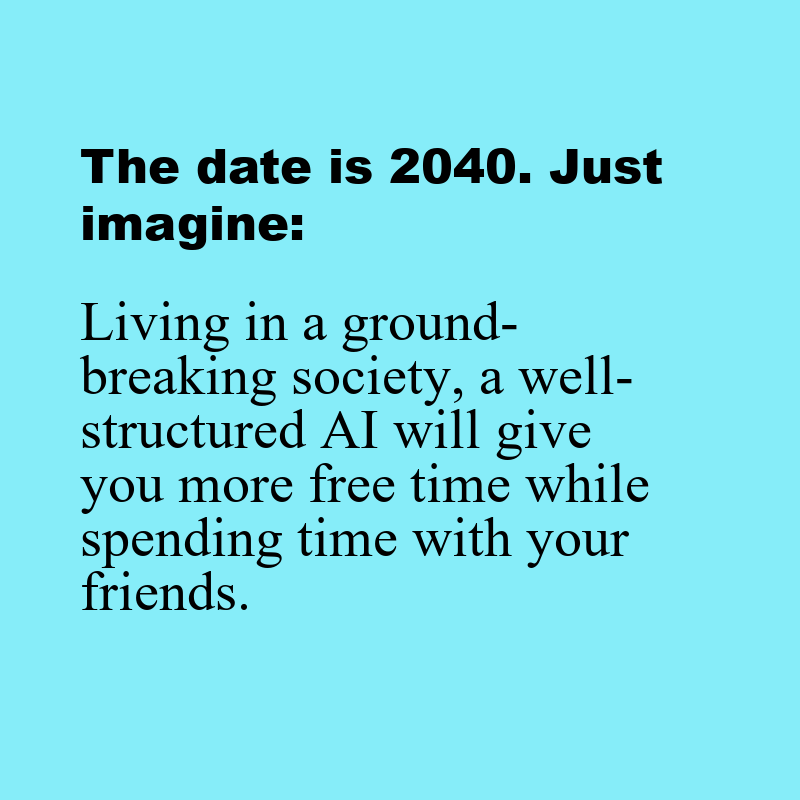 The date is 2040. Just
imagine:
Living in a ground-
breaking society, a well-
structured AI will give
you more free time while
spending time with your
friends.